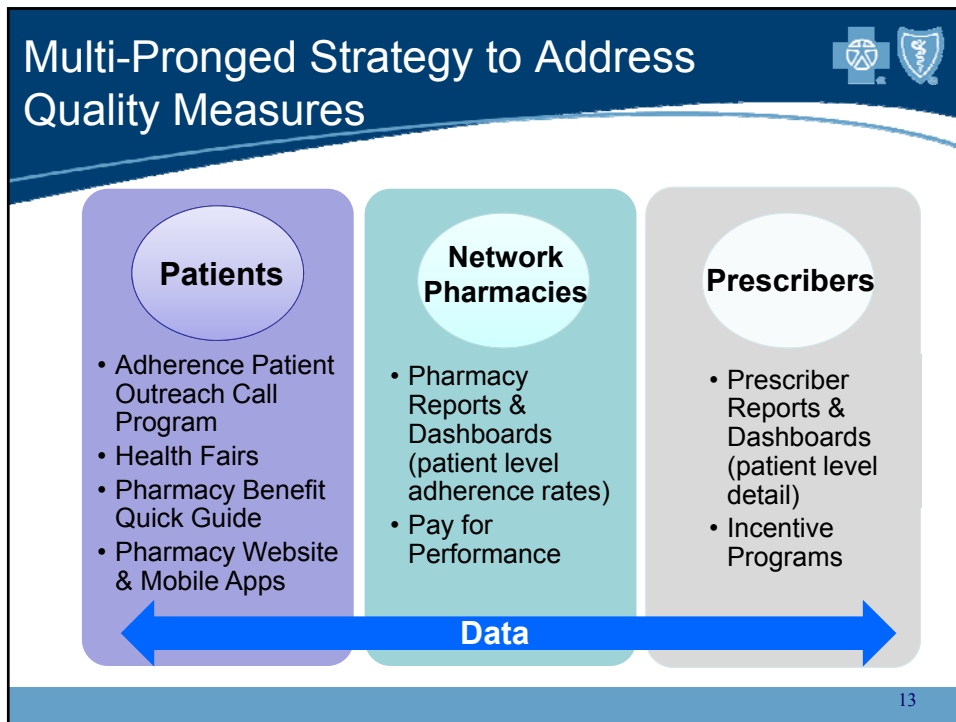 Multi-Pronged Strategy to Address
Quality Measures
Patients
• Adherence Patient
Outreach Call
Program
• Health Fairs
• Pharmacy Benefit
Quick Guide
• Pharmacy Website
& Mobile Apps
Network
Pharmacies
• Pharmacy
Reports &
Dashboards
(patient level
adherence rates)
• Pay for
Performance
Prescribers
• Prescriber
Reports &
Dashboards
(patient level
detail)
• Incentive
Programs
Data
13